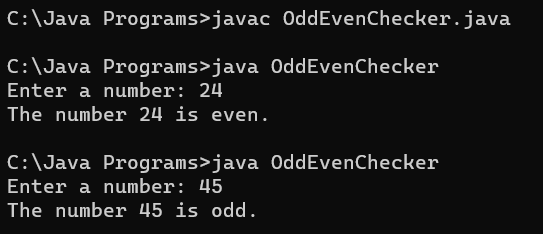 C:\Java Programs>javac OddEvenChecker.java
C:\Java Programs>java OddEvenChecker
Enter a number: 24
The number 24 is even.
C:\Java Programs>java OddEvenChecker
Enter a number: 45
The number 45 is odd.